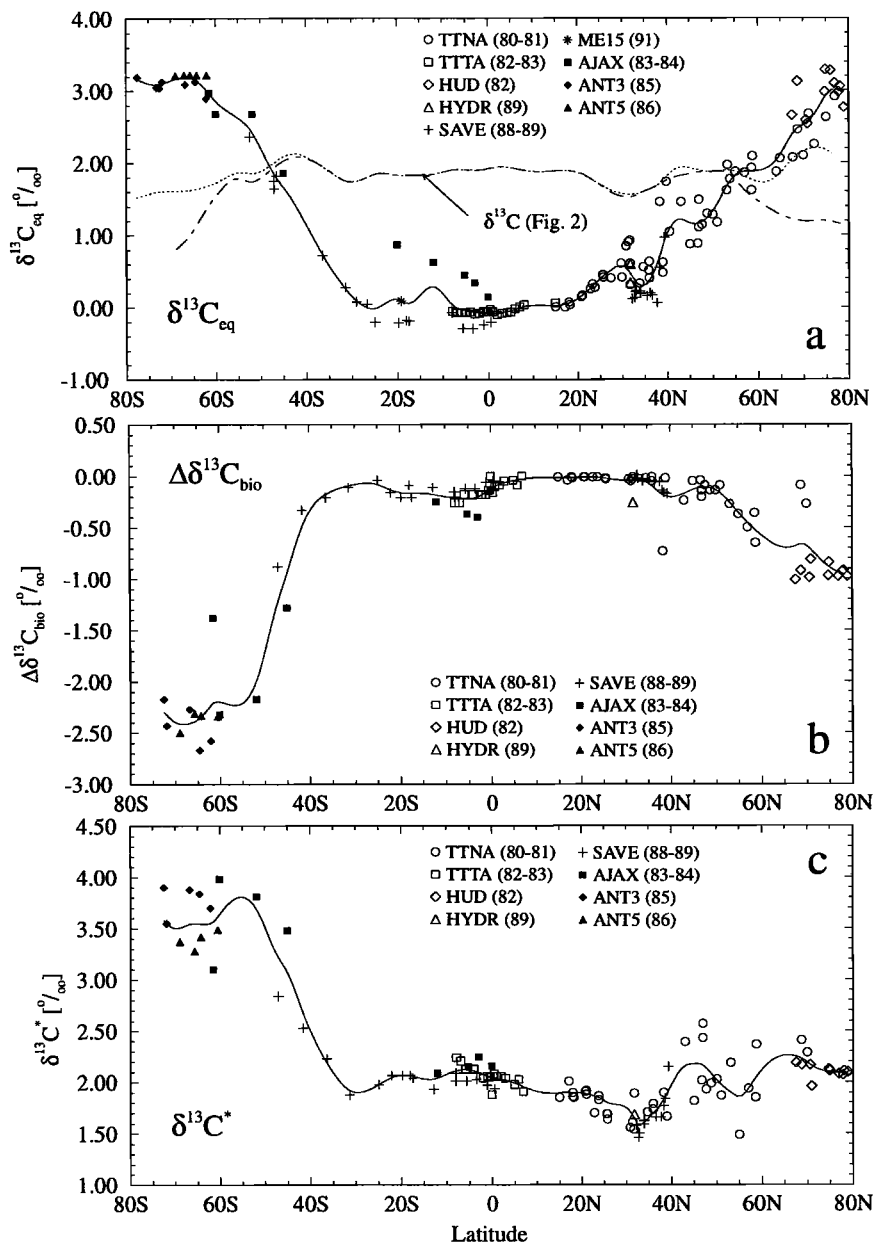 ○ TTNA (80-81) ✳ ME15 (91)
□ TTTA (82-83) ■ AJAX (83-84)
◇ HUD (82) ◆ ANT3 (85)
△ HYDR (89) ▲ ANT5 (86)
+ SAVE (88-89)
4.00
3.00
2.00
1.00
0.00
-1.00
δ¹³C_eq [⁰/₀₀]
δ¹³C (Fig. 2)
δ¹³C_eq
a
80S 60S 40S 20S 0 20N 40N 60N 80N
0.50
0.00
-0.50
-1.00
-1.50
-2.00
-2.50
-3.00
Δδ¹³C_bio [⁰/₀₀]
Δδ¹³C_bio
○ TTNA (80-81) + SAVE (88-89)
□ TTTA (82-83) ■ AJAX (83-84)
◇ HUD (82) ◆ ANT3 (85)
△ HYDR (89) ▲ ANT5 (86)
b
80S 60S 40S 20S 0 20N 40N 60N 80N
4.50
4.00
3.50
3.00
2.50
2.00
1.50
1.00
δ¹³C* [⁰/₀₀]
○ TTNA (80-81) + SAVE (88-89)
□ TTTA (82-83) ■ AJAX (83-84)
◇ HUD (82) ◆ ANT3 (85)
△ HYDR (89) ▲ ANT5 (86)
c
δ¹³C*
80S 60S 40S 20S 0 20N 40N 60N 80N
Latitude